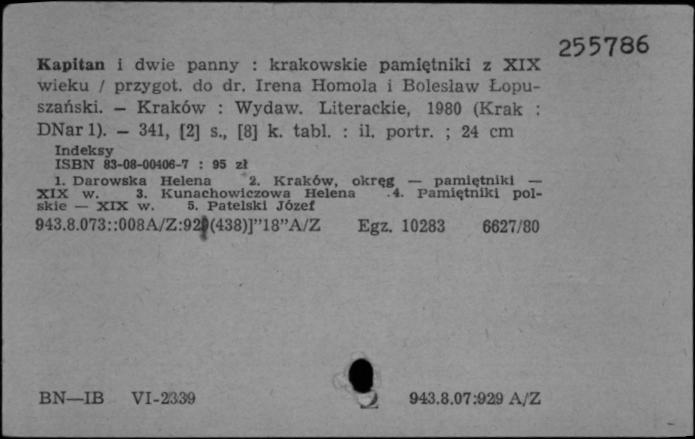 255786
Kapitan i dwie panny : krakowskie pamiętniki z XIX
wieku / przygot. do dr. Irena Homola i Bolesław Łopu-
szański. — Kraków : Wydaw. Literackie, 1980 (Krak :
DNar 1). — 341, [2] s., [8] k. tabl. : il. portr. ; 24 cm
Indeksy
ISBN 83-08-00406-7 : 95 zł
1. Darowska Helena 2. Kraków, okręg — pamiętniki —
XIX w. 3. Kunachowiczowa Helena 4. Pamiętniki pol-
skie — XIX w. 5. Patelski Józef
943.8.073::008A/Z:929(438)]”18”A/Z Egz. 10283 6627/80
BN—IB VI-2339 2 943.8.07:929 A/Z